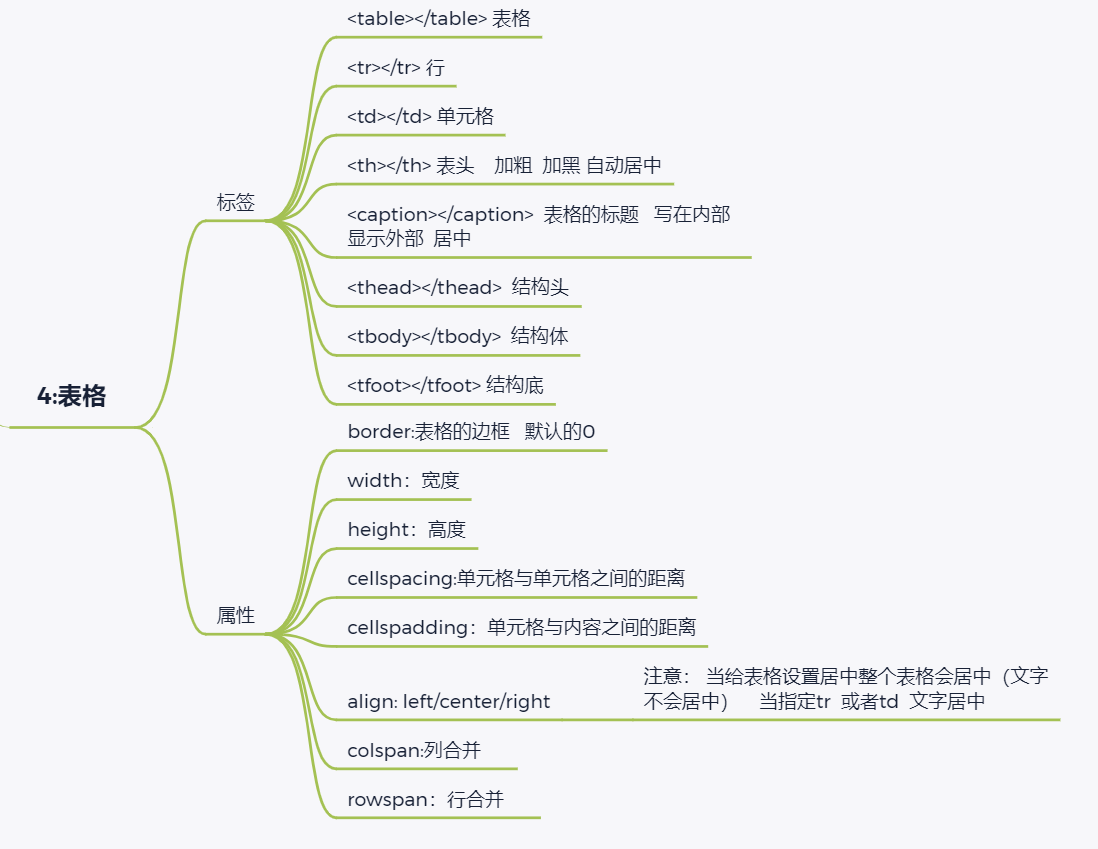 <table></table> 表格
<tr></tr> 行
<td></td> 单元格
<th></th> 表头    加粗  加黑 自动居中
标签
<caption></caption>  表格的标题   写在内部
显示外部  居中
<thead></thead>  结构头
<tbody></tbody>  结构体
<tfoot></tfoot> 结构底
4:表格
border:表格的边框   默认的0
width：宽度
height：高度
cellspacing:单元格与单元格之间的距离
属性
cellspadding：单元格与内容之间的距离
align: left/center/right
注意： 当给表格设置居中整个表格会居中（文字
不会居中）    当指定tr  或者td  文字居中
colspan:列合并
rowspan：行合并